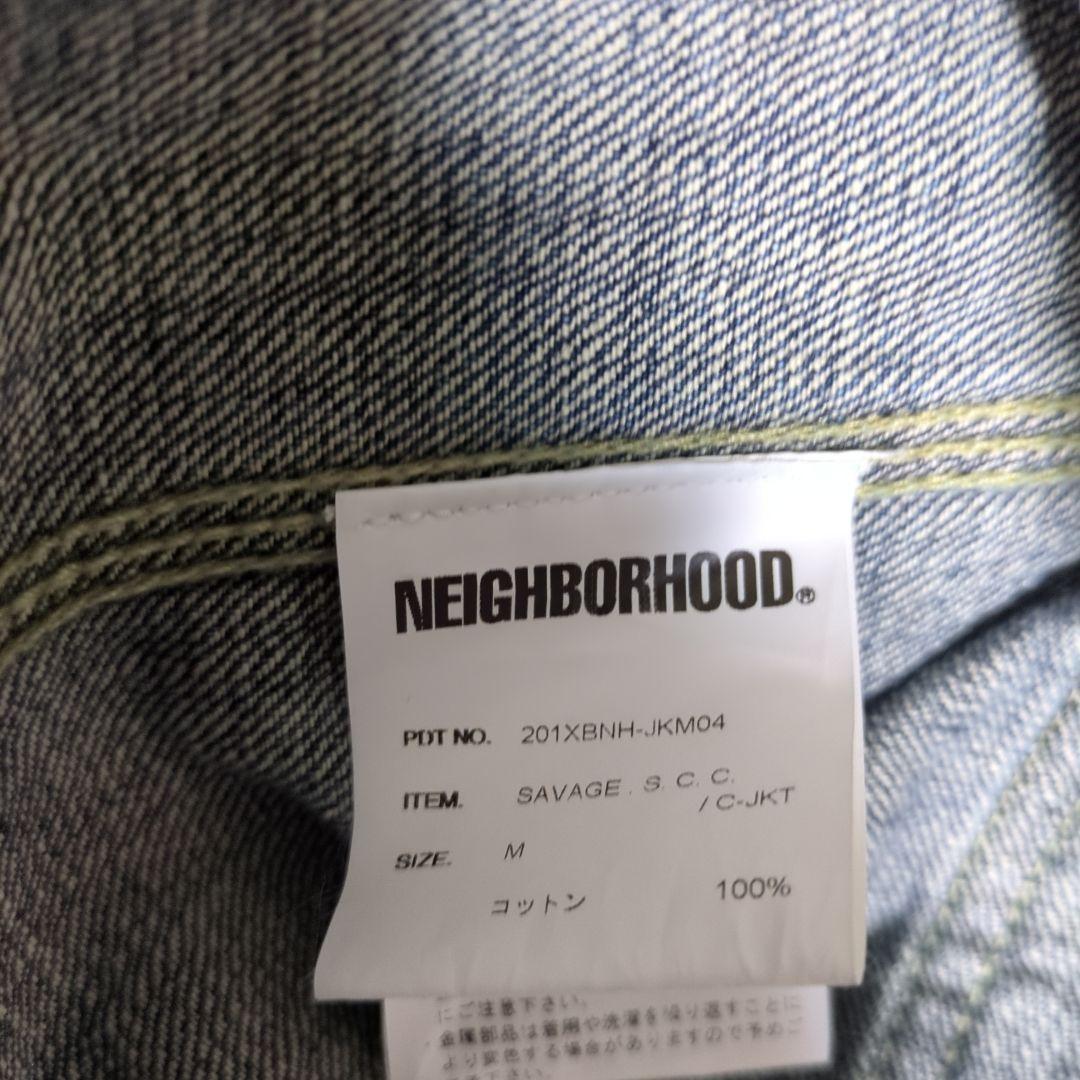 NEIGHBORHOOD®
PDT NO. 201XBNH-JKM04
ITEM. SAVAGE . S. C. C.
/ C-JKT
SIZE. M
コットン 100%
にご注意下さい。
金属部品は着用や洗濯を繰り返すことに
より変色する場合がありますので予めご
下さい。